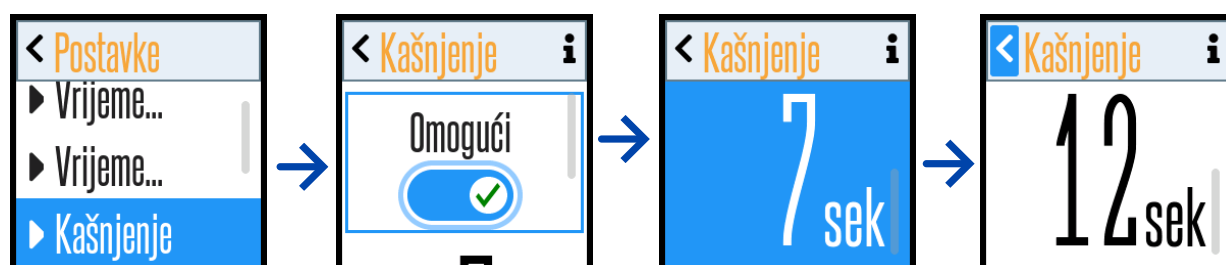 Postavke
Vrijeme...
Vrijeme...
Kašnjenje
Kašnjenje i
Omogući
Kašnjenje i
7 sek
Kašnjenje i
12 sek